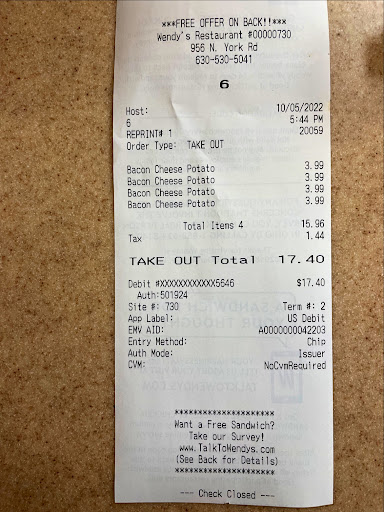 ***FREE OFFER ON BACK!!***
Wendy's Restaurant #00000730
956 N. York Rd
630-530-5041
6
Host: 10/05/2022
6 5:44 PM
REPRINT# 1 20059
Order Type: TAKE OUT
Bacon Cheese Potato 3.99
Bacon Cheese Potato 3.99
Bacon Cheese Potato 3.99
Bacon Cheese Potato 3.99
Total Items 4 15.96
Tax 1.44
TAKE OUT Total 17.40
Debit #XXXXXXXXXXXX5646 $17.40
Auth:501924
Site #: 730 Term #: 2
App Label: US Debit
EMV AID: A0000000042203
Entry Method: Chip
Auth Mode: Issuer
CVM: NoCvmRequired
********************
Want a Free Sandwich?
Take our Survey!
www.TalkToWendys.com
(See Back for Details)
********************
--- Check Closed ---